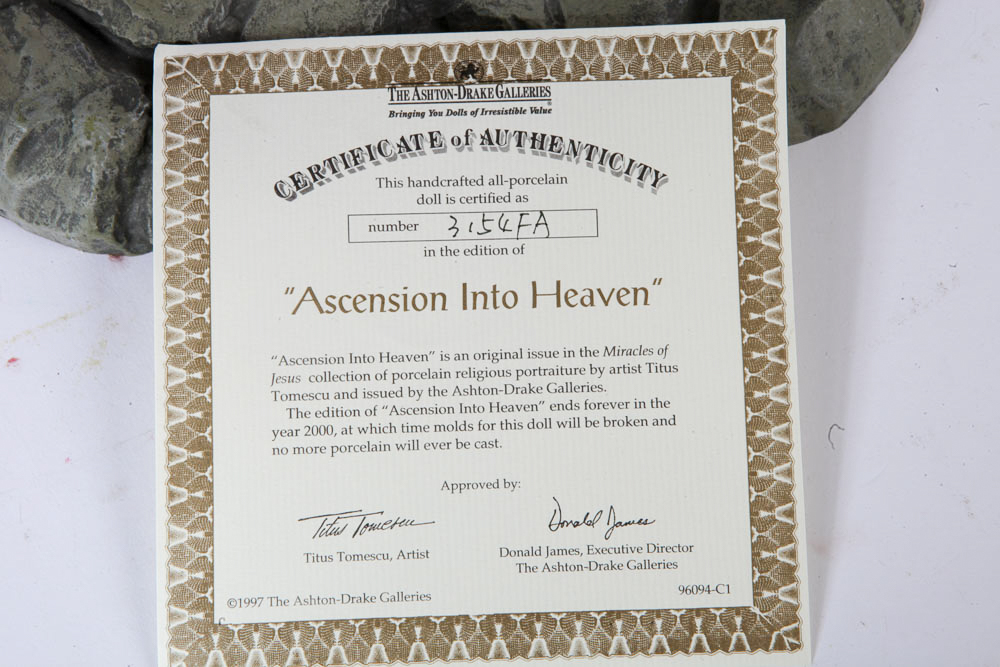 THE ASHTON-DRAKE GALLERIES
®
Bringing You Dolls of Irresistible Value
CERTIFICATE of AUTHENTICITY
This handcrafted all-porcelain
doll is certified as
number 3154FA
in the edition of
"Ascension Into Heaven"
"Ascension Into Heaven" is an original issue in the Miracles of
Jesus collection of porcelain religious portraiture by artist Titus
Tomescu and issued by the Ashton-Drake Galleries.
The edition of "Ascension Into Heaven" ends forever in the
year 2000, at which time molds for this doll will be broken and
no more porcelain will ever be cast.
Approved by:
Titus Tomescu
Donald James
Titus Tomescu, Artist
Donald James, Executive Director
The Ashton-Drake Galleries
©1997 The Ashton-Drake Galleries
96094-C1